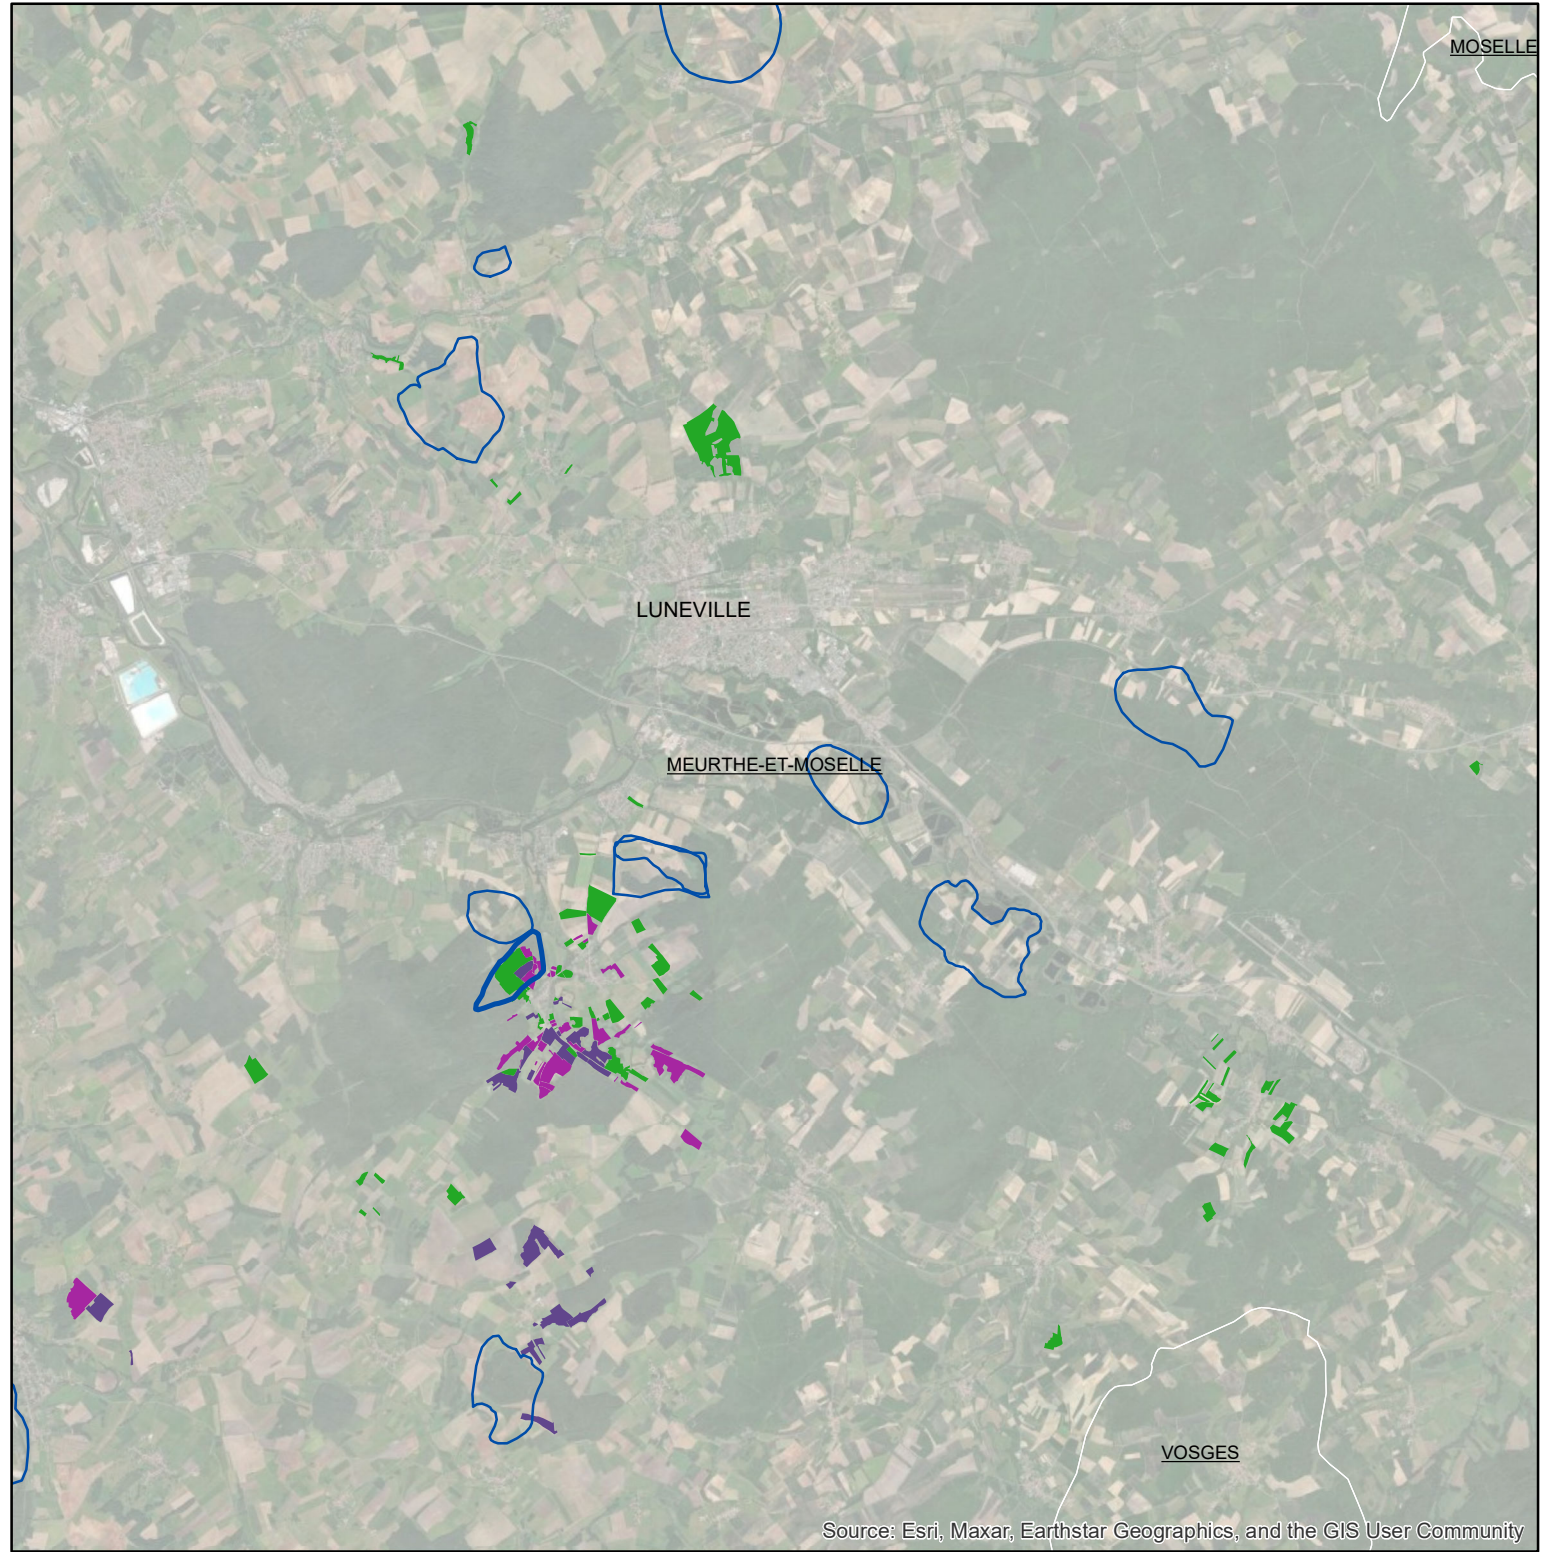 MOSELLE
LUNEVILLE
MEURTHE-ET-MOSELLE
VOSGES
Source: Esri, Maxar, Earthstar Geographics, and the GIS User Community